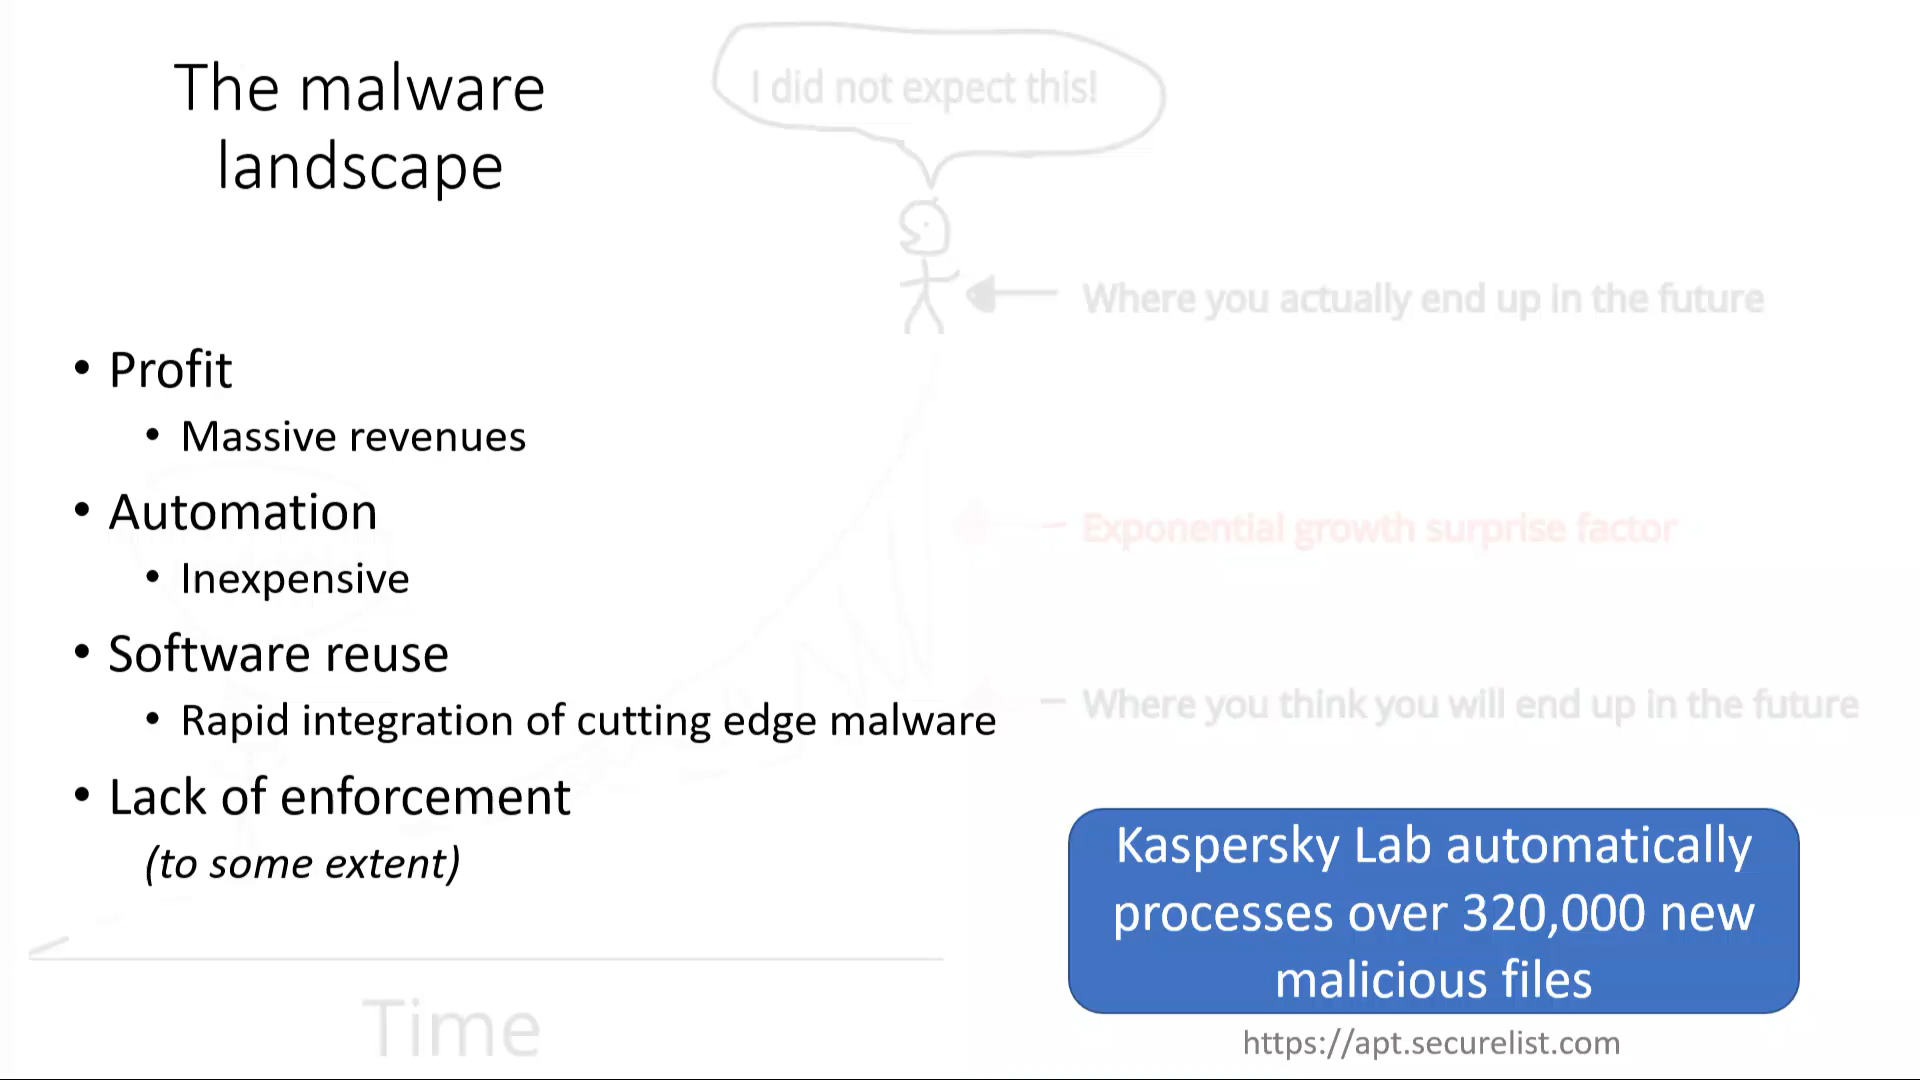 The malware
landscape
I did not expect this!
Where you actually end up in the future
• Profit
• Massive revenues
• Automation
• Inexpensive
Exponential growth surprise factor
• Software reuse
• Rapid integration of cutting edge malware
Where you think you will end up in the future
• Lack of enforcement
(to some extent)
Kaspersky Lab automatically
processes over 320,000 new
malicious files
https://apt.securelist.com
Time